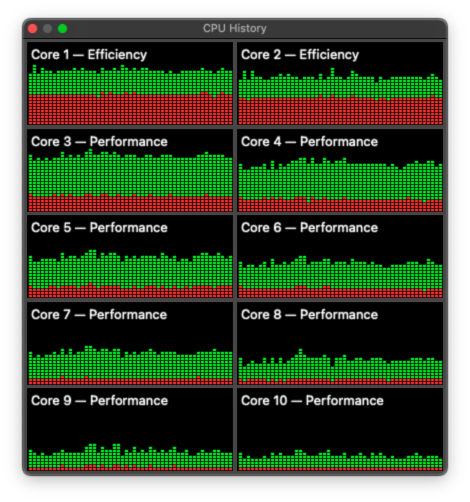 CPU History
Core 1 — Efficiency
Core 2 — Efficiency
Core 3 — Performance
Core 4 — Performance
Core 5 — Performance
Core 6 — Performance
Core 7 — Performance
Core 8 — Performance
Core 9 — Performance
Core 10 — Performance